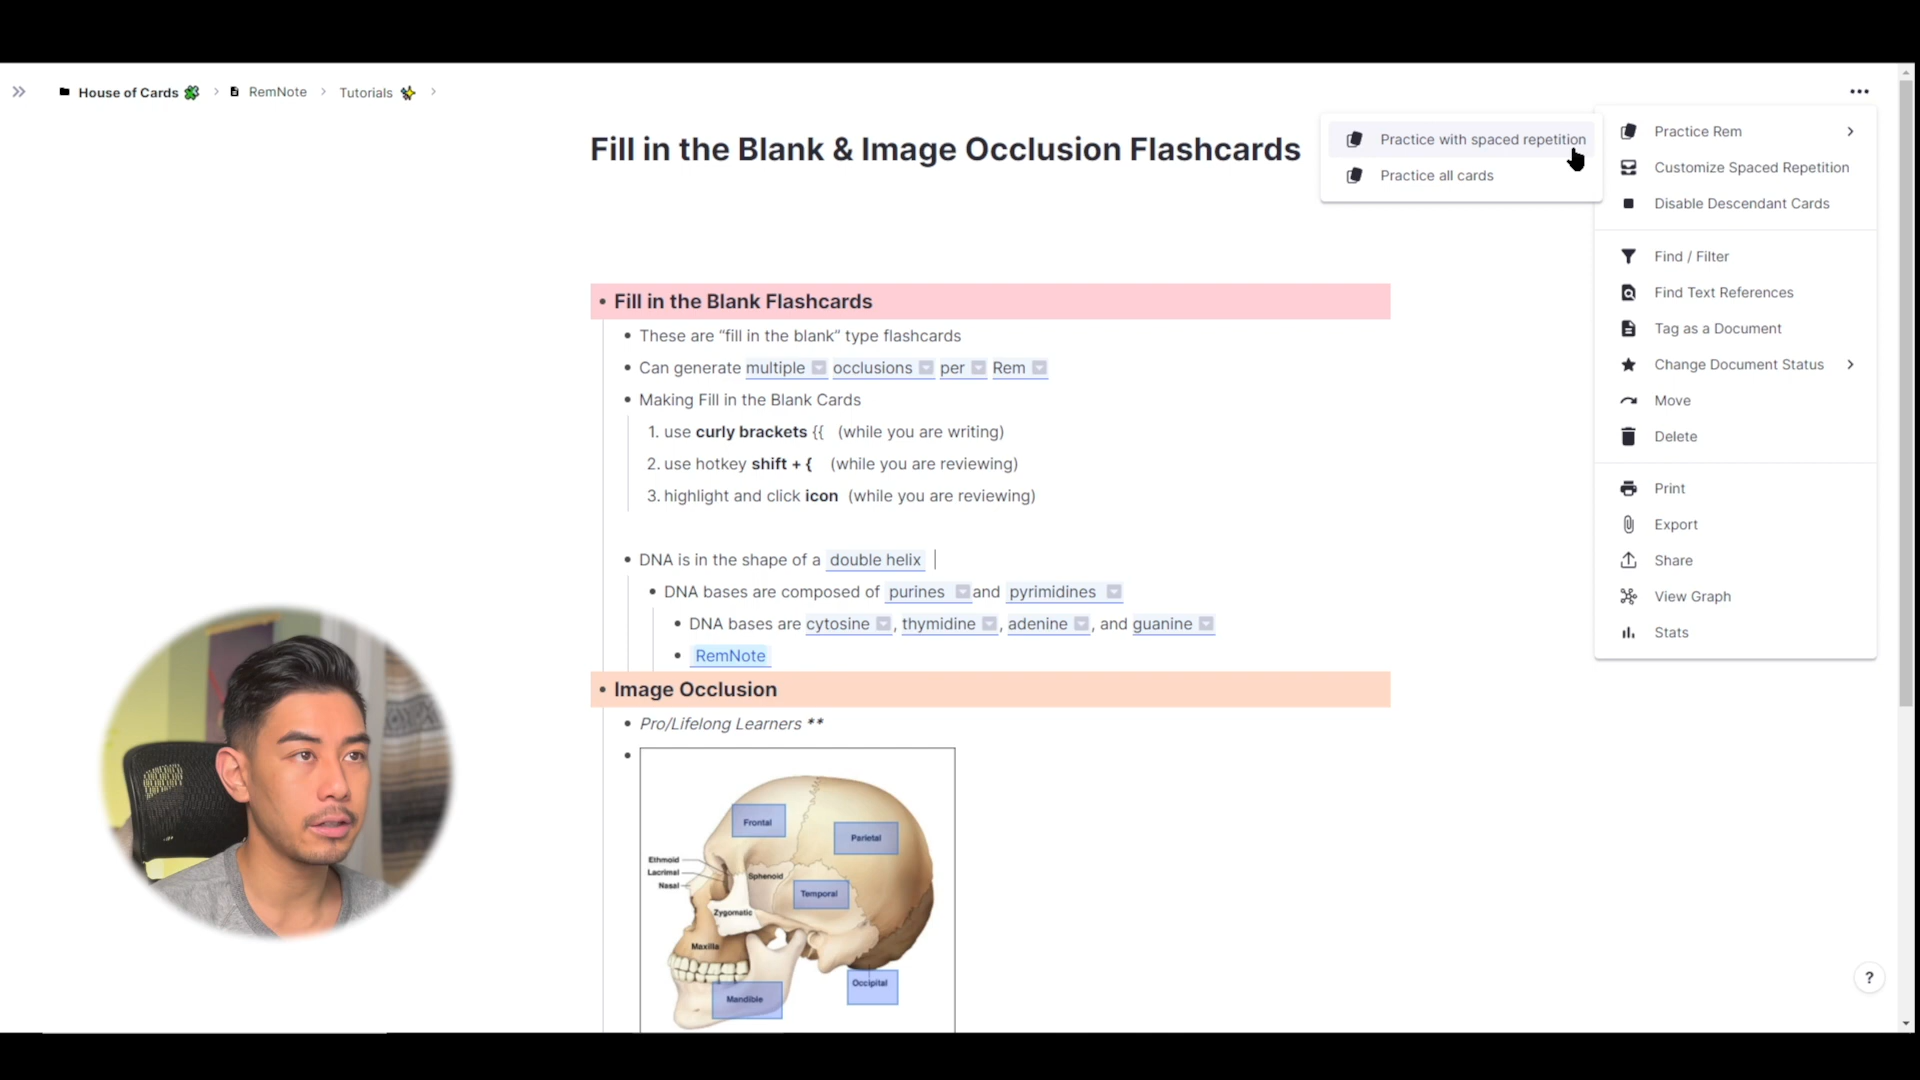 House of Cards
RemNote
Tutorials
Fill in the Blank & Image Occlusion Flashcards
Practice with spaced repetition
Practice all cards
Practice Rem
Customize Spaced Repetition
Disable Descendant Cards
Find / Filter
Find Text References
Tag as a Document
Change Document Status
Move
Delete
Print
Export
Share
View Graph
Stats
Fill in the Blank Flashcards
These are “fill in the blank” type flashcards
Can generate multiple occlusions per Rem
Making Fill in the Blank Cards
1. use curly brackets {{ (while you are writing)
2. use hotkey shift + { (while you are reviewing)
3. highlight and click icon (while you are reviewing)
DNA is in the shape of a double helix
DNA bases are composed of purines and pyrimidines
DNA bases are cytosine, thymidine, adenine, and guanine
RemNote
Image Occlusion
Pro/Lifelong Learners **
Frontal
Parietal
Ethmoid
Lacrimal
Nasal
Sphenoid
Temporal
Zygomatic
Maxilla
Occipital
Mandible
?